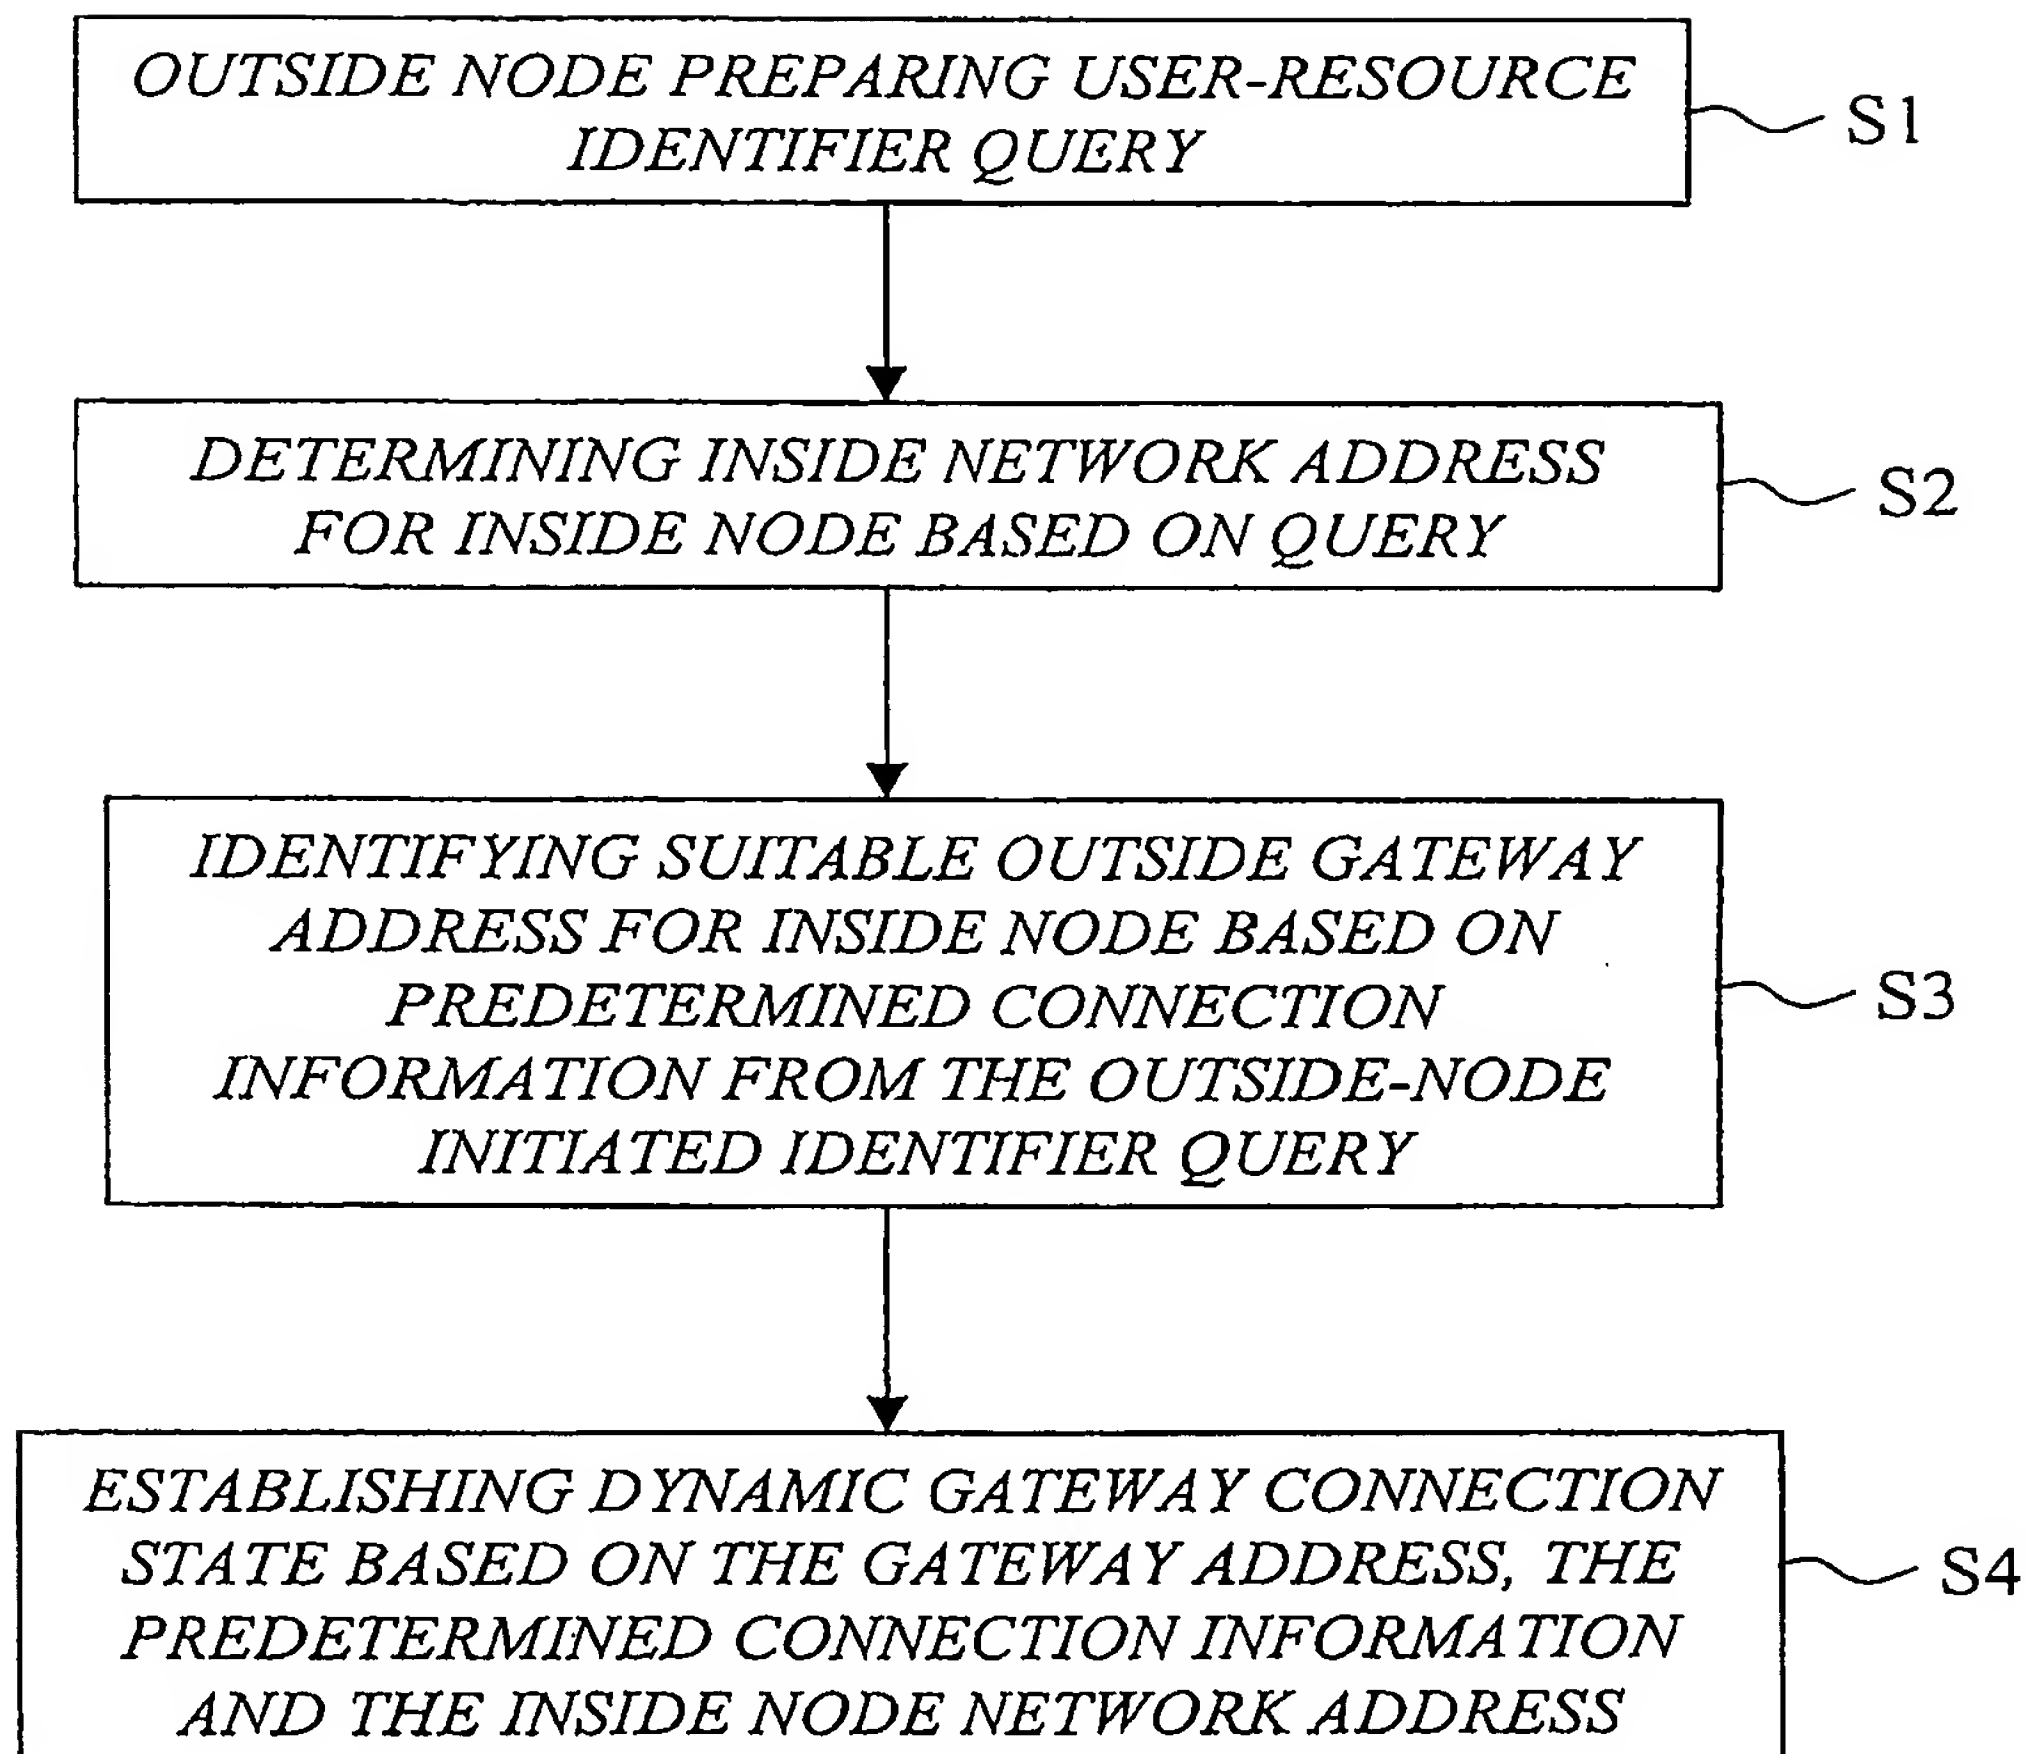 OUTSIDE NODE PREPARING USER-RESOURCE
IDENTIFIER QUERY
S1
DETERMINING INSIDE NETWORK ADDRESS
FOR INSIDE NODE BASED ON QUERY
S2
IDENTIFYING SUITABLE OUTSIDE GATEWAY
ADDRESS FOR INSIDE NODE BASED ON
PREDETERMINED CONNECTION
INFORMATION FROM THE OUTSIDE-NODE
INITIATED IDENTIFIER QUERY
S3
ESTABLISHING DYNAMIC GATEWAY CONNECTION
STATE BASED ON THE GATEWAY ADDRESS, THE
PREDETERMINED CONNECTION INFORMATION
AND THE INSIDE NODE NETWORK ADDRESS
S4